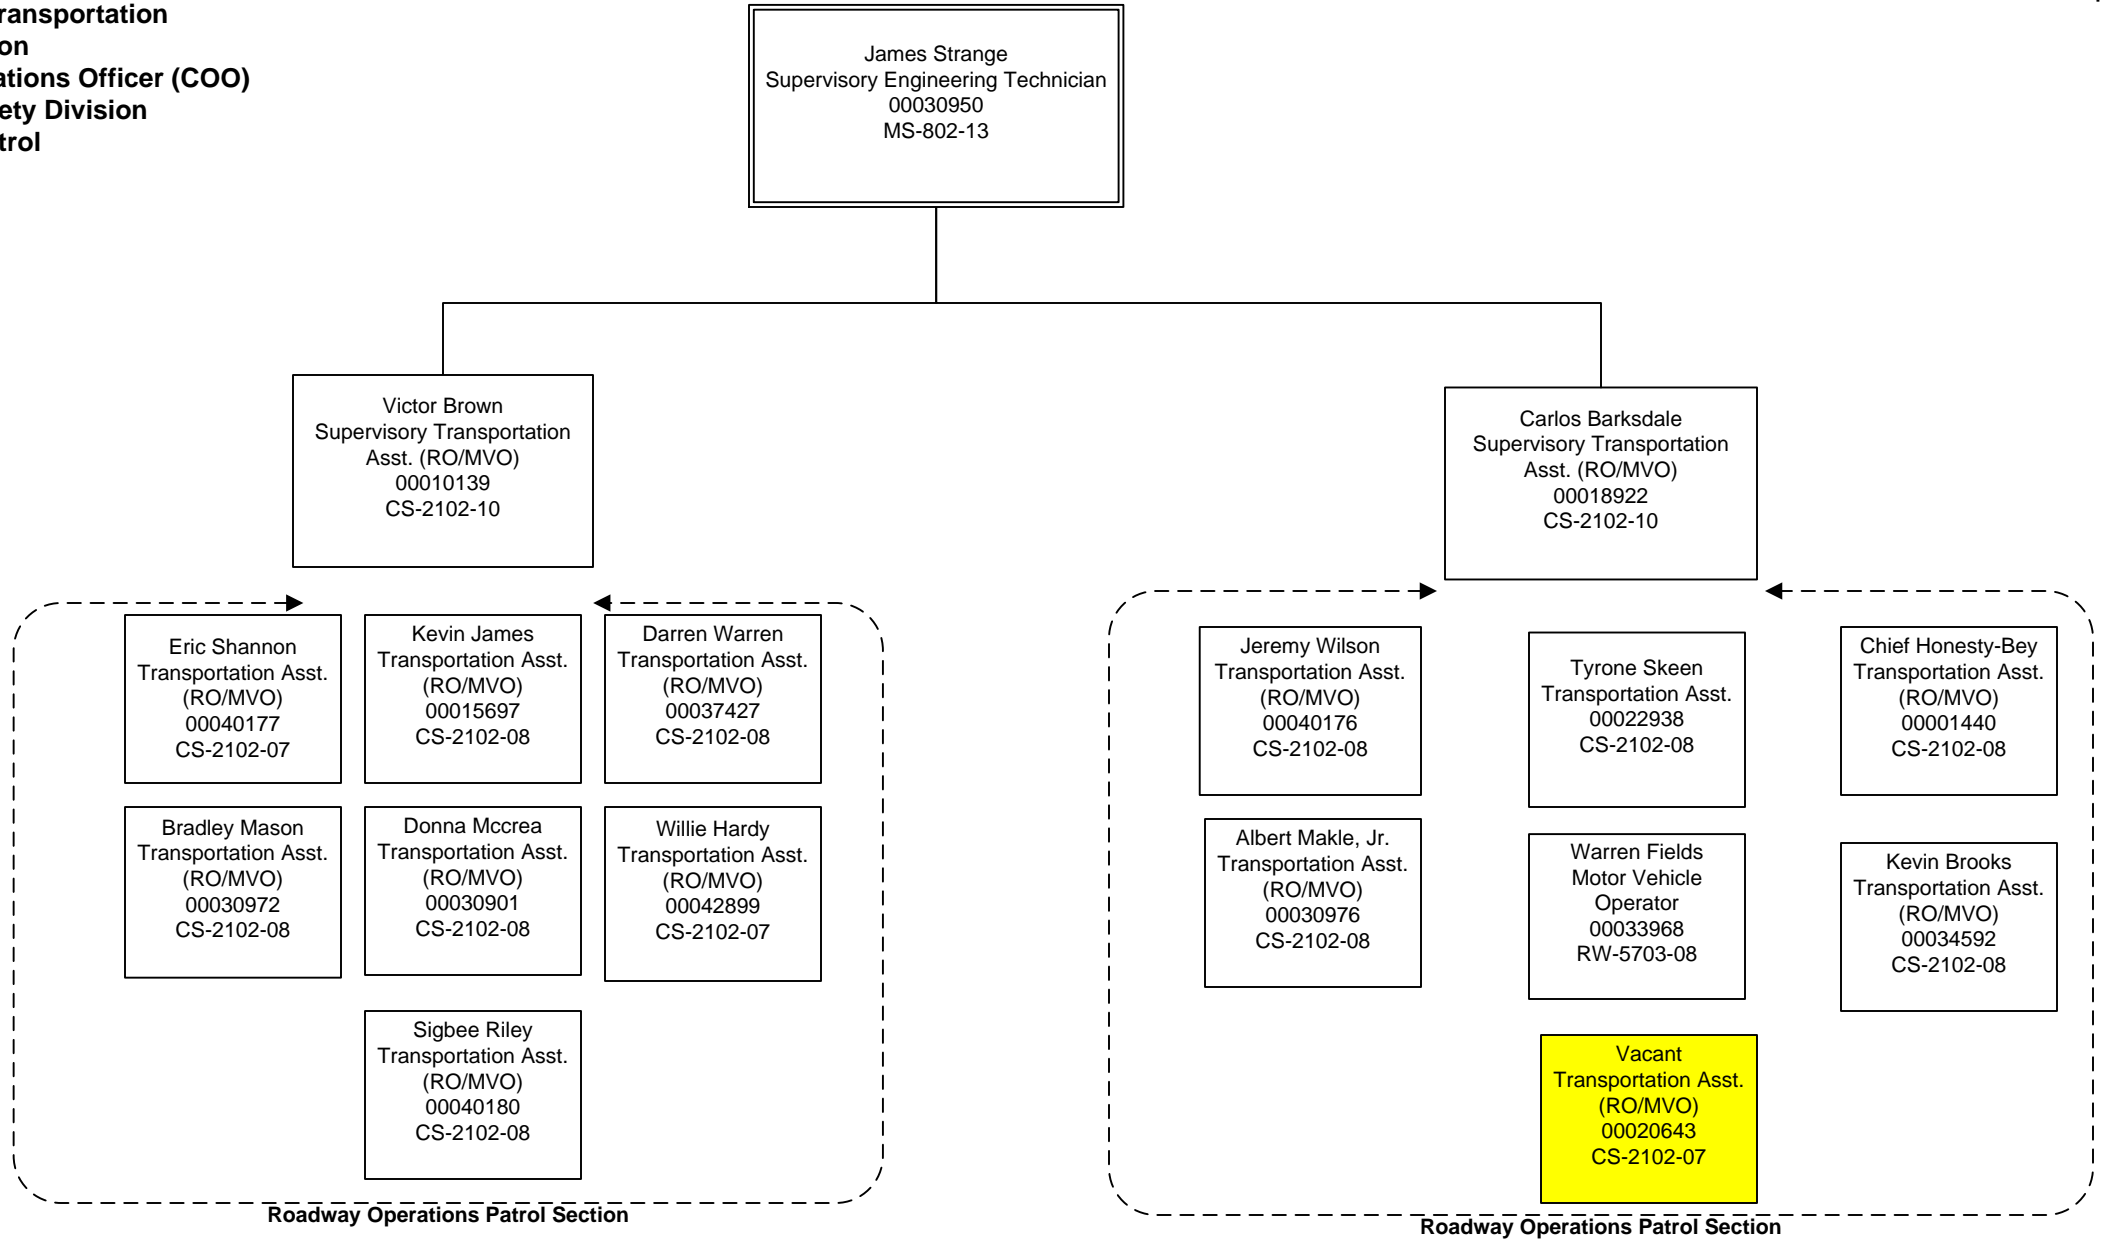 ransportation
on
ations Officer (COO)
ety Division
trol
James Strange
Supervisory Engineering Technician
00030950
MS-802-13
Victor Brown
Supervisory Transportation
Asst. (RO/MVO)
00010139
CS-2102-10
Carlos Barksdale
Supervisory Transportation
Asst. (RO/MVO)
00018922
CS-2102-10
Eric Shannon
Transportation Asst.
(RO/MVO)
00040177
CS-2102-07
Kevin James
Transportation Asst.
(RO/MVO)
00015697
CS-2102-08
Darren Warren
Transportation Asst.
(RO/MVO)
00037427
CS-2102-08
Bradley Mason
Transportation Asst.
(RO/MVO)
00030972
CS-2102-08
Donna Mccrea
Transportation Asst.
(RO/MVO)
00030901
CS-2102-08
Willie Hardy
Transportation Asst.
(RO/MVO)
00042899
CS-2102-07
Sigbee Riley
Transportation Asst.
(RO/MVO)
00040180
CS-2102-08
Roadway Operations Patrol Section
Jeremy Wilson
Transportation Asst.
(RO/MVO)
00040176
CS-2102-08
Tyrone Skeen
Transportation Asst.
00022938
CS-2102-08
Chief Honesty-Bey
Transportation Asst.
(RO/MVO)
00001440
CS-2102-08
Albert Makle, Jr.
Transportation Asst.
(RO/MVO)
00030976
CS-2102-08
Warren Fields
Motor Vehicle
Operator
00033968
RW-5703-08
Kevin Brooks
Transportation Asst.
(RO/MVO)
00034592
CS-2102-08
Vacant
Transportation Asst.
(RO/MVO)
00020643
CS-2102-07
Roadway Operations Patrol Section